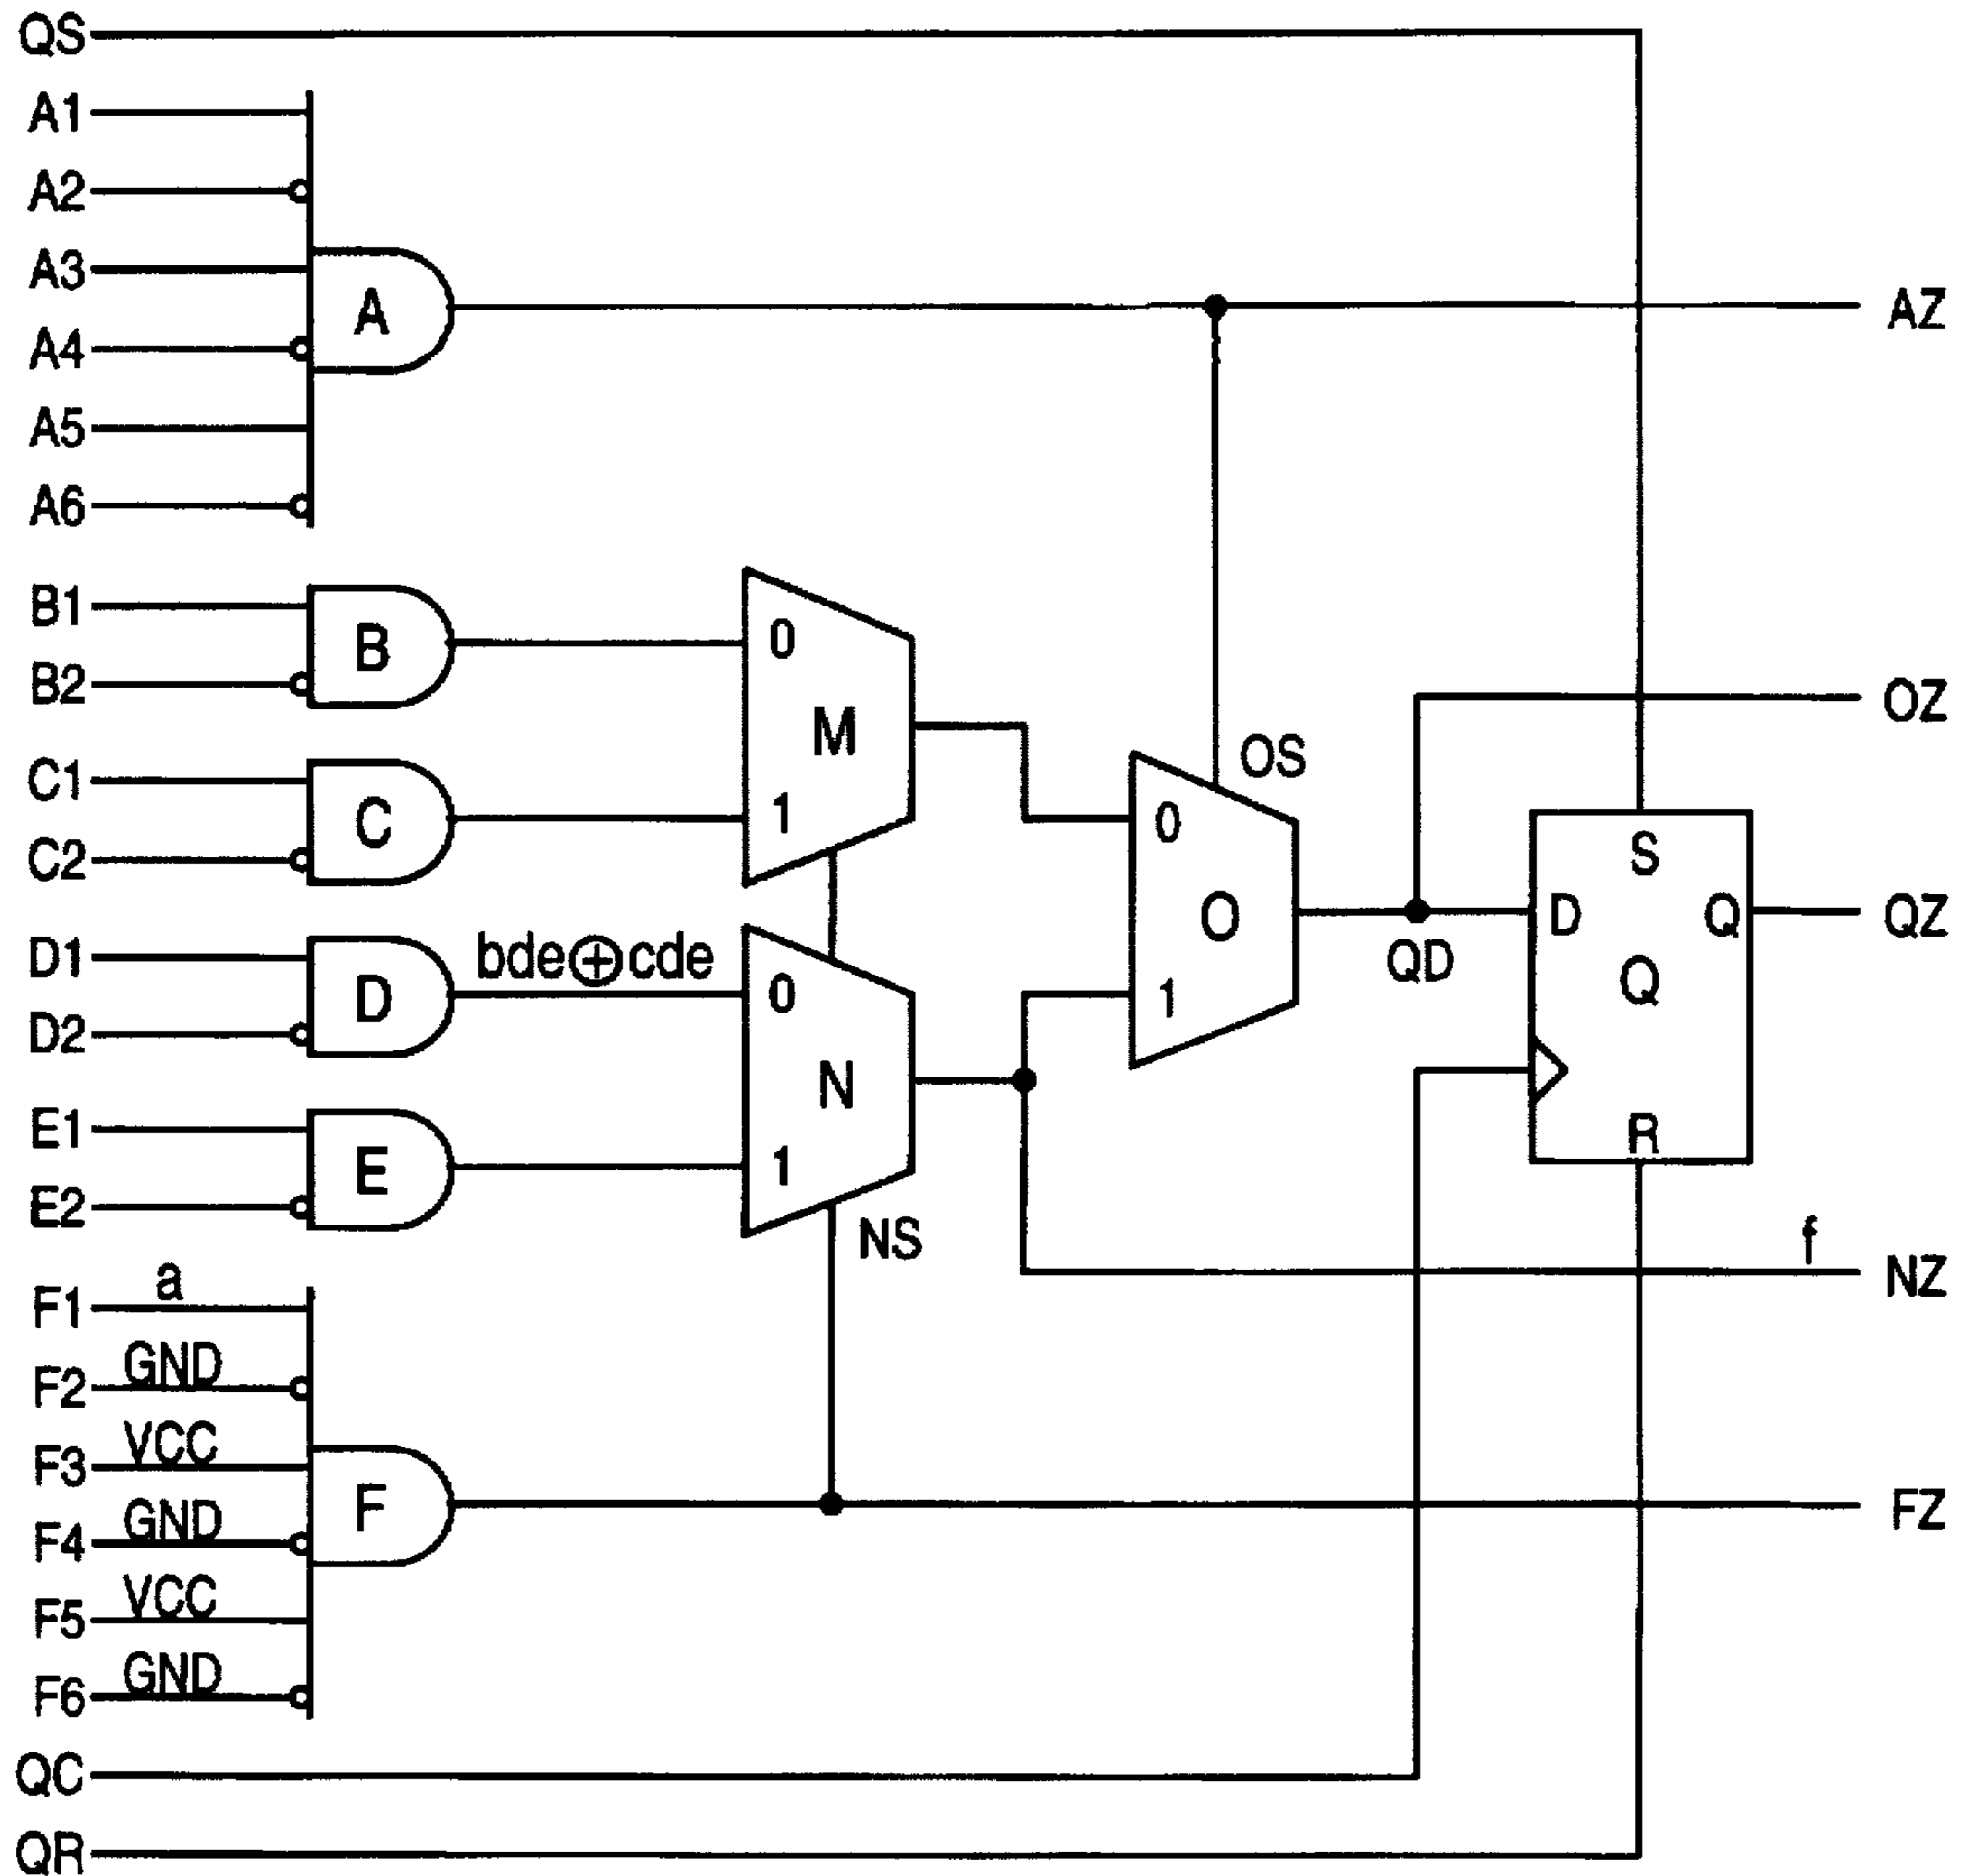 QS
A1
A2
A3
A
AZ
A4
A5
A6
B1
B
0
B2
M
OZ
OS
C1
C
1
0
C2
S
D1
bde⊕cde
D
0
O
D
Q
QZ
QD
D2
1
Q
N
E1
E
1
R
E2
NS
f
a
NZ
F1
GND
F2
VCC
F3
F
FZ
GND
F4
VCC
F5
GND
F6
QC
QR